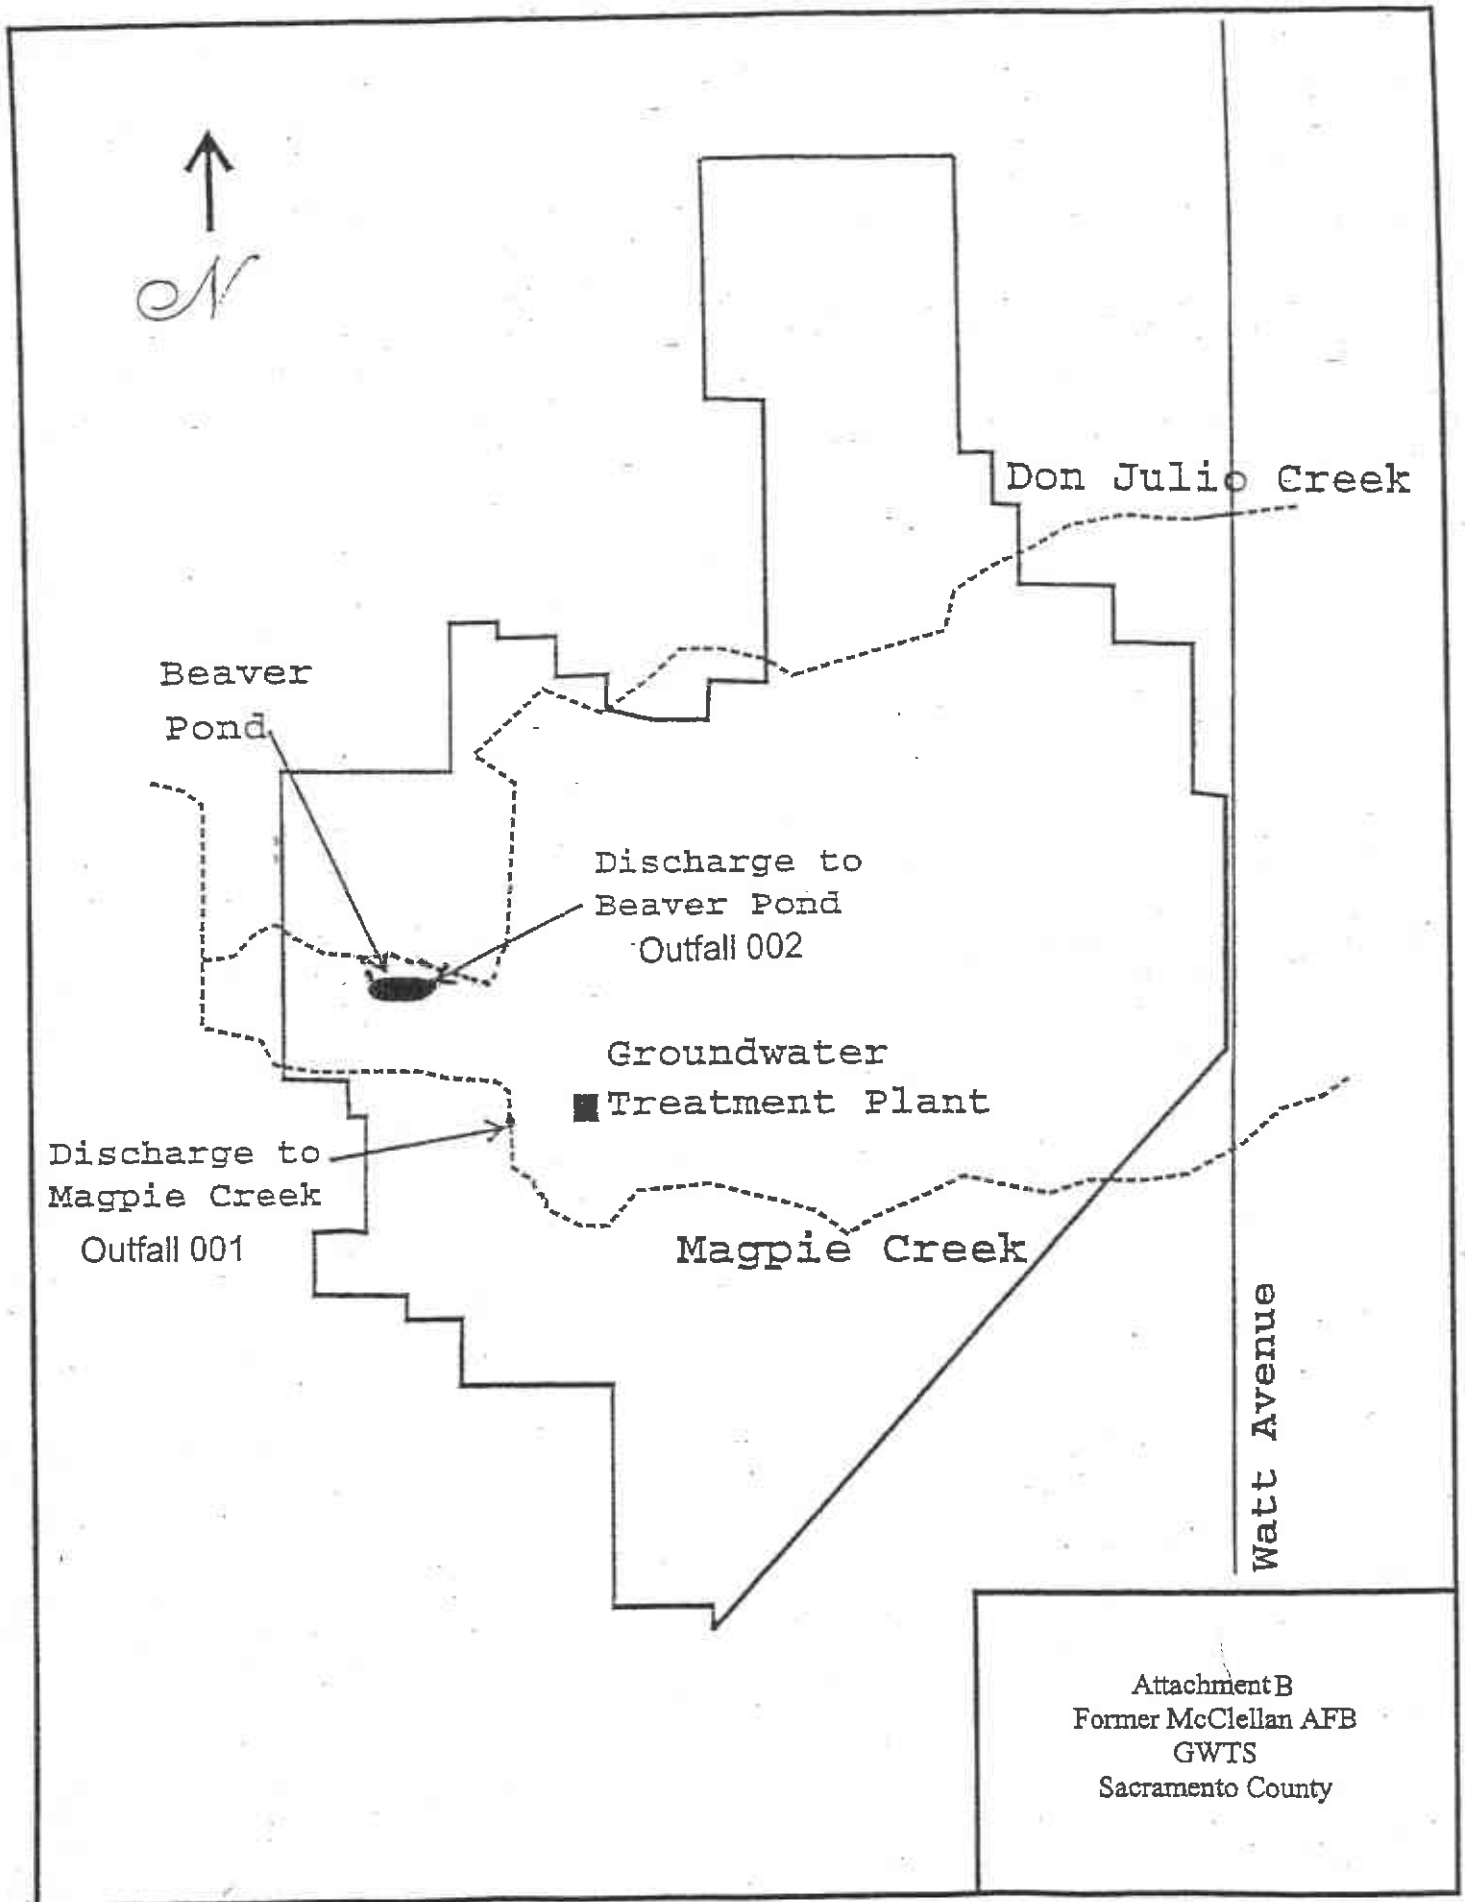 N
Don Julio Creek
Beaver
Pond
Discharge to
Beaver Pond
Outfall 002
Groundwater
Treatment Plant
Discharge to
Magpie Creek
Outfall 001
Magpie Creek
Watt Avenue
Attachment B
Former McClellan AFB
GWTS
Sacramento County